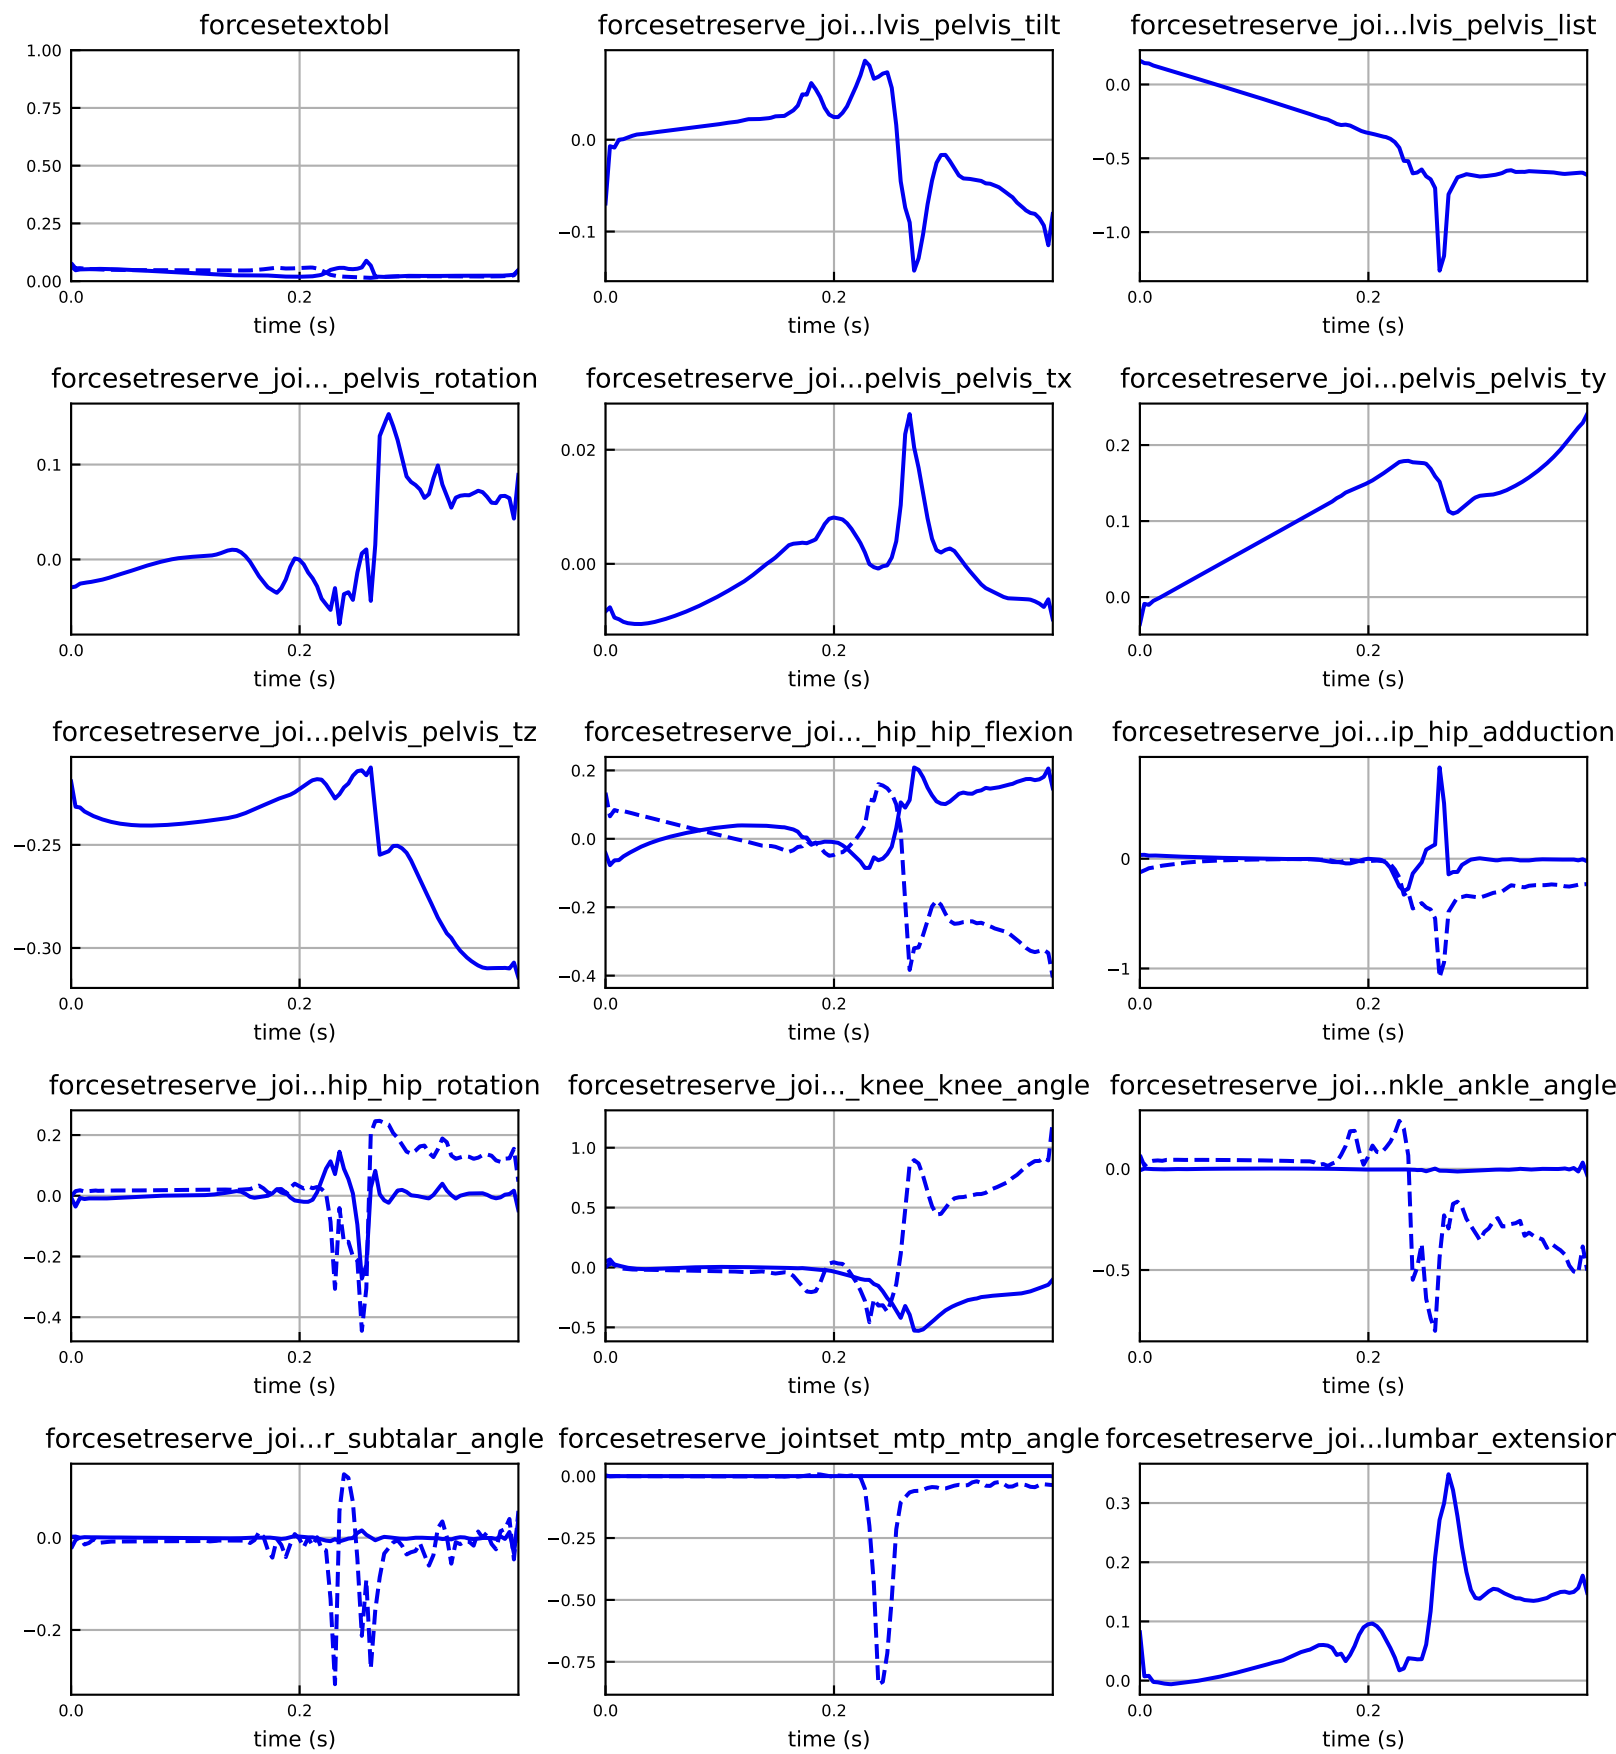 forcesetextobl
forcesetreserve_joi...lvis_pelvis_tilt
forcesetreserve_joi...lvis_pelvis_list
1.00
0.75
0.50
0.25
0.00
0.0
−0.1
0.0
−0.5
−1.0
0.0 0.2
0.0 0.2
0.0 0.2
time (s)
time (s)
time (s)
forcesetreserve_joi..._pelvis_rotation
forcesetreserve_joi...pelvis_pelvis_tx
forcesetreserve_joi...pelvis_pelvis_ty
0.1
0.0
0.02
0.00
0.2
0.1
0.0
0.0 0.2
0.0 0.2
0.0 0.2
time (s)
time (s)
time (s)
forcesetreserve_joi...pelvis_pelvis_tz
forcesetreserve_joi..._hip_hip_flexion
forcesetreserve_joi...ip_hip_adduction
−0.25
−0.30
0.2
0.0
−0.2
−0.4
0
−1
0.0 0.2
0.0 0.2
0.0 0.2
time (s)
time (s)
time (s)
forcesetreserve_joi...hip_hip_rotation
forcesetreserve_joi..._knee_knee_angle
forcesetreserve_joi...nkle_ankle_angle
0.2
0.0
−0.2
−0.4
1.0
0.5
0.0
−0.5
0.0
−0.5
0.0 0.2
0.0 0.2
0.0 0.2
time (s)
time (s)
time (s)
forcesetreserve_joi...r_subtalar_angle
forcesetreserve_jointset_mtp_mtp_angle
forcesetreserve_joi...lumbar_extension
0.0
−0.2
0.00
−0.25
−0.50
−0.75
0.3
0.2
0.1
0.0
0.0 0.2
0.0 0.2
0.0 0.2
time (s)
time (s)
time (s)